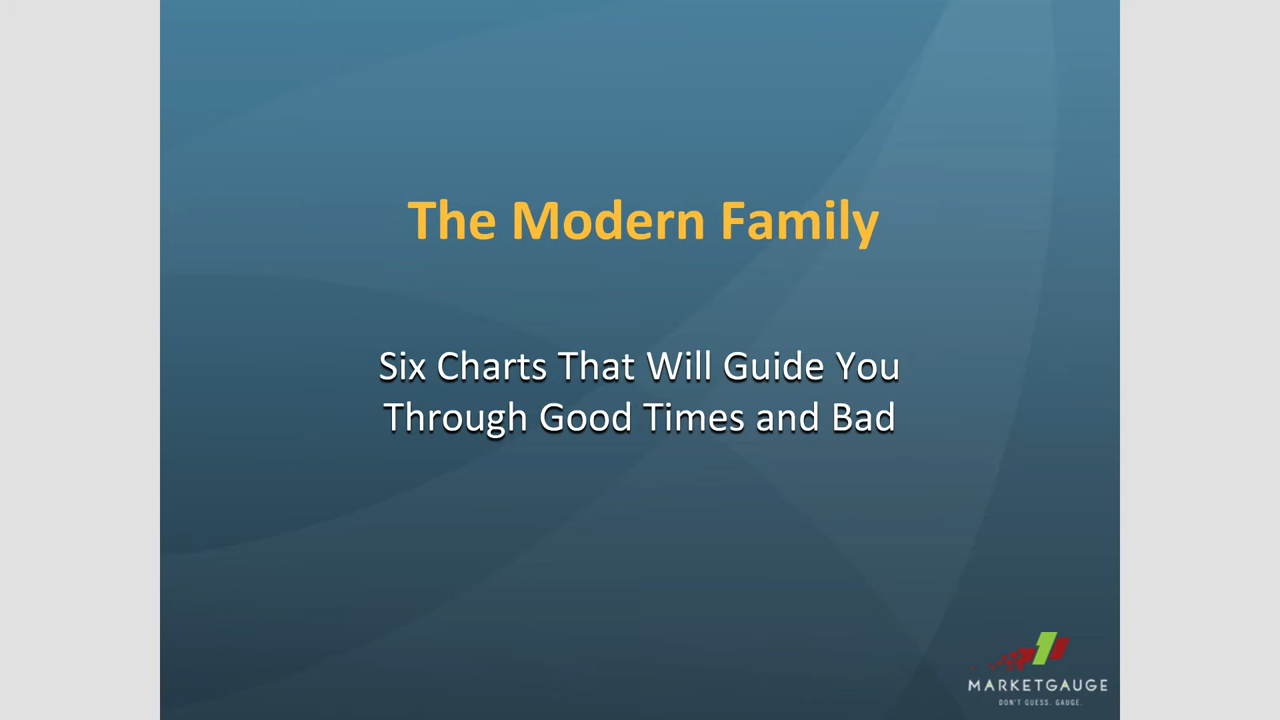 The Modern Family
Six Charts That Will Guide You
Through Good Times and Bad
MARKETGAUGE
DON'T GUESS. GAUGE.